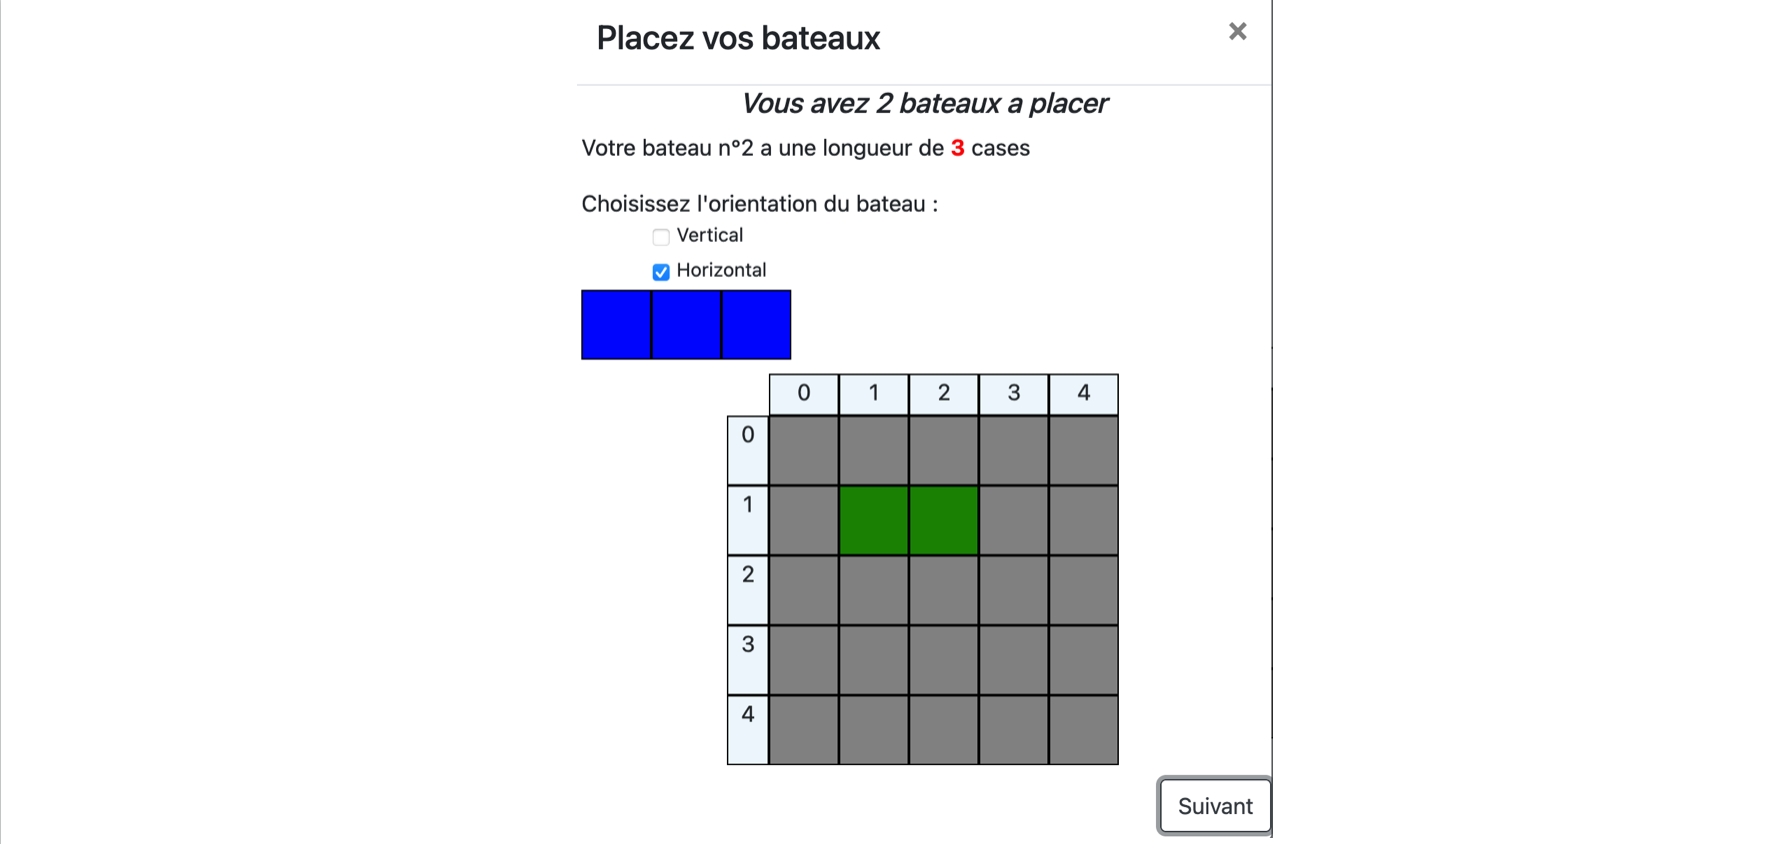 Placez vos bateaux ×
Vous avez 2 bateaux a placer
Votre bateau n°2 a une longueur de 3 cases
Choisissez l'orientation du bateau :
Vertical
Horizontal
0 1 2 3 4
0
1
2
3
4
Suivant